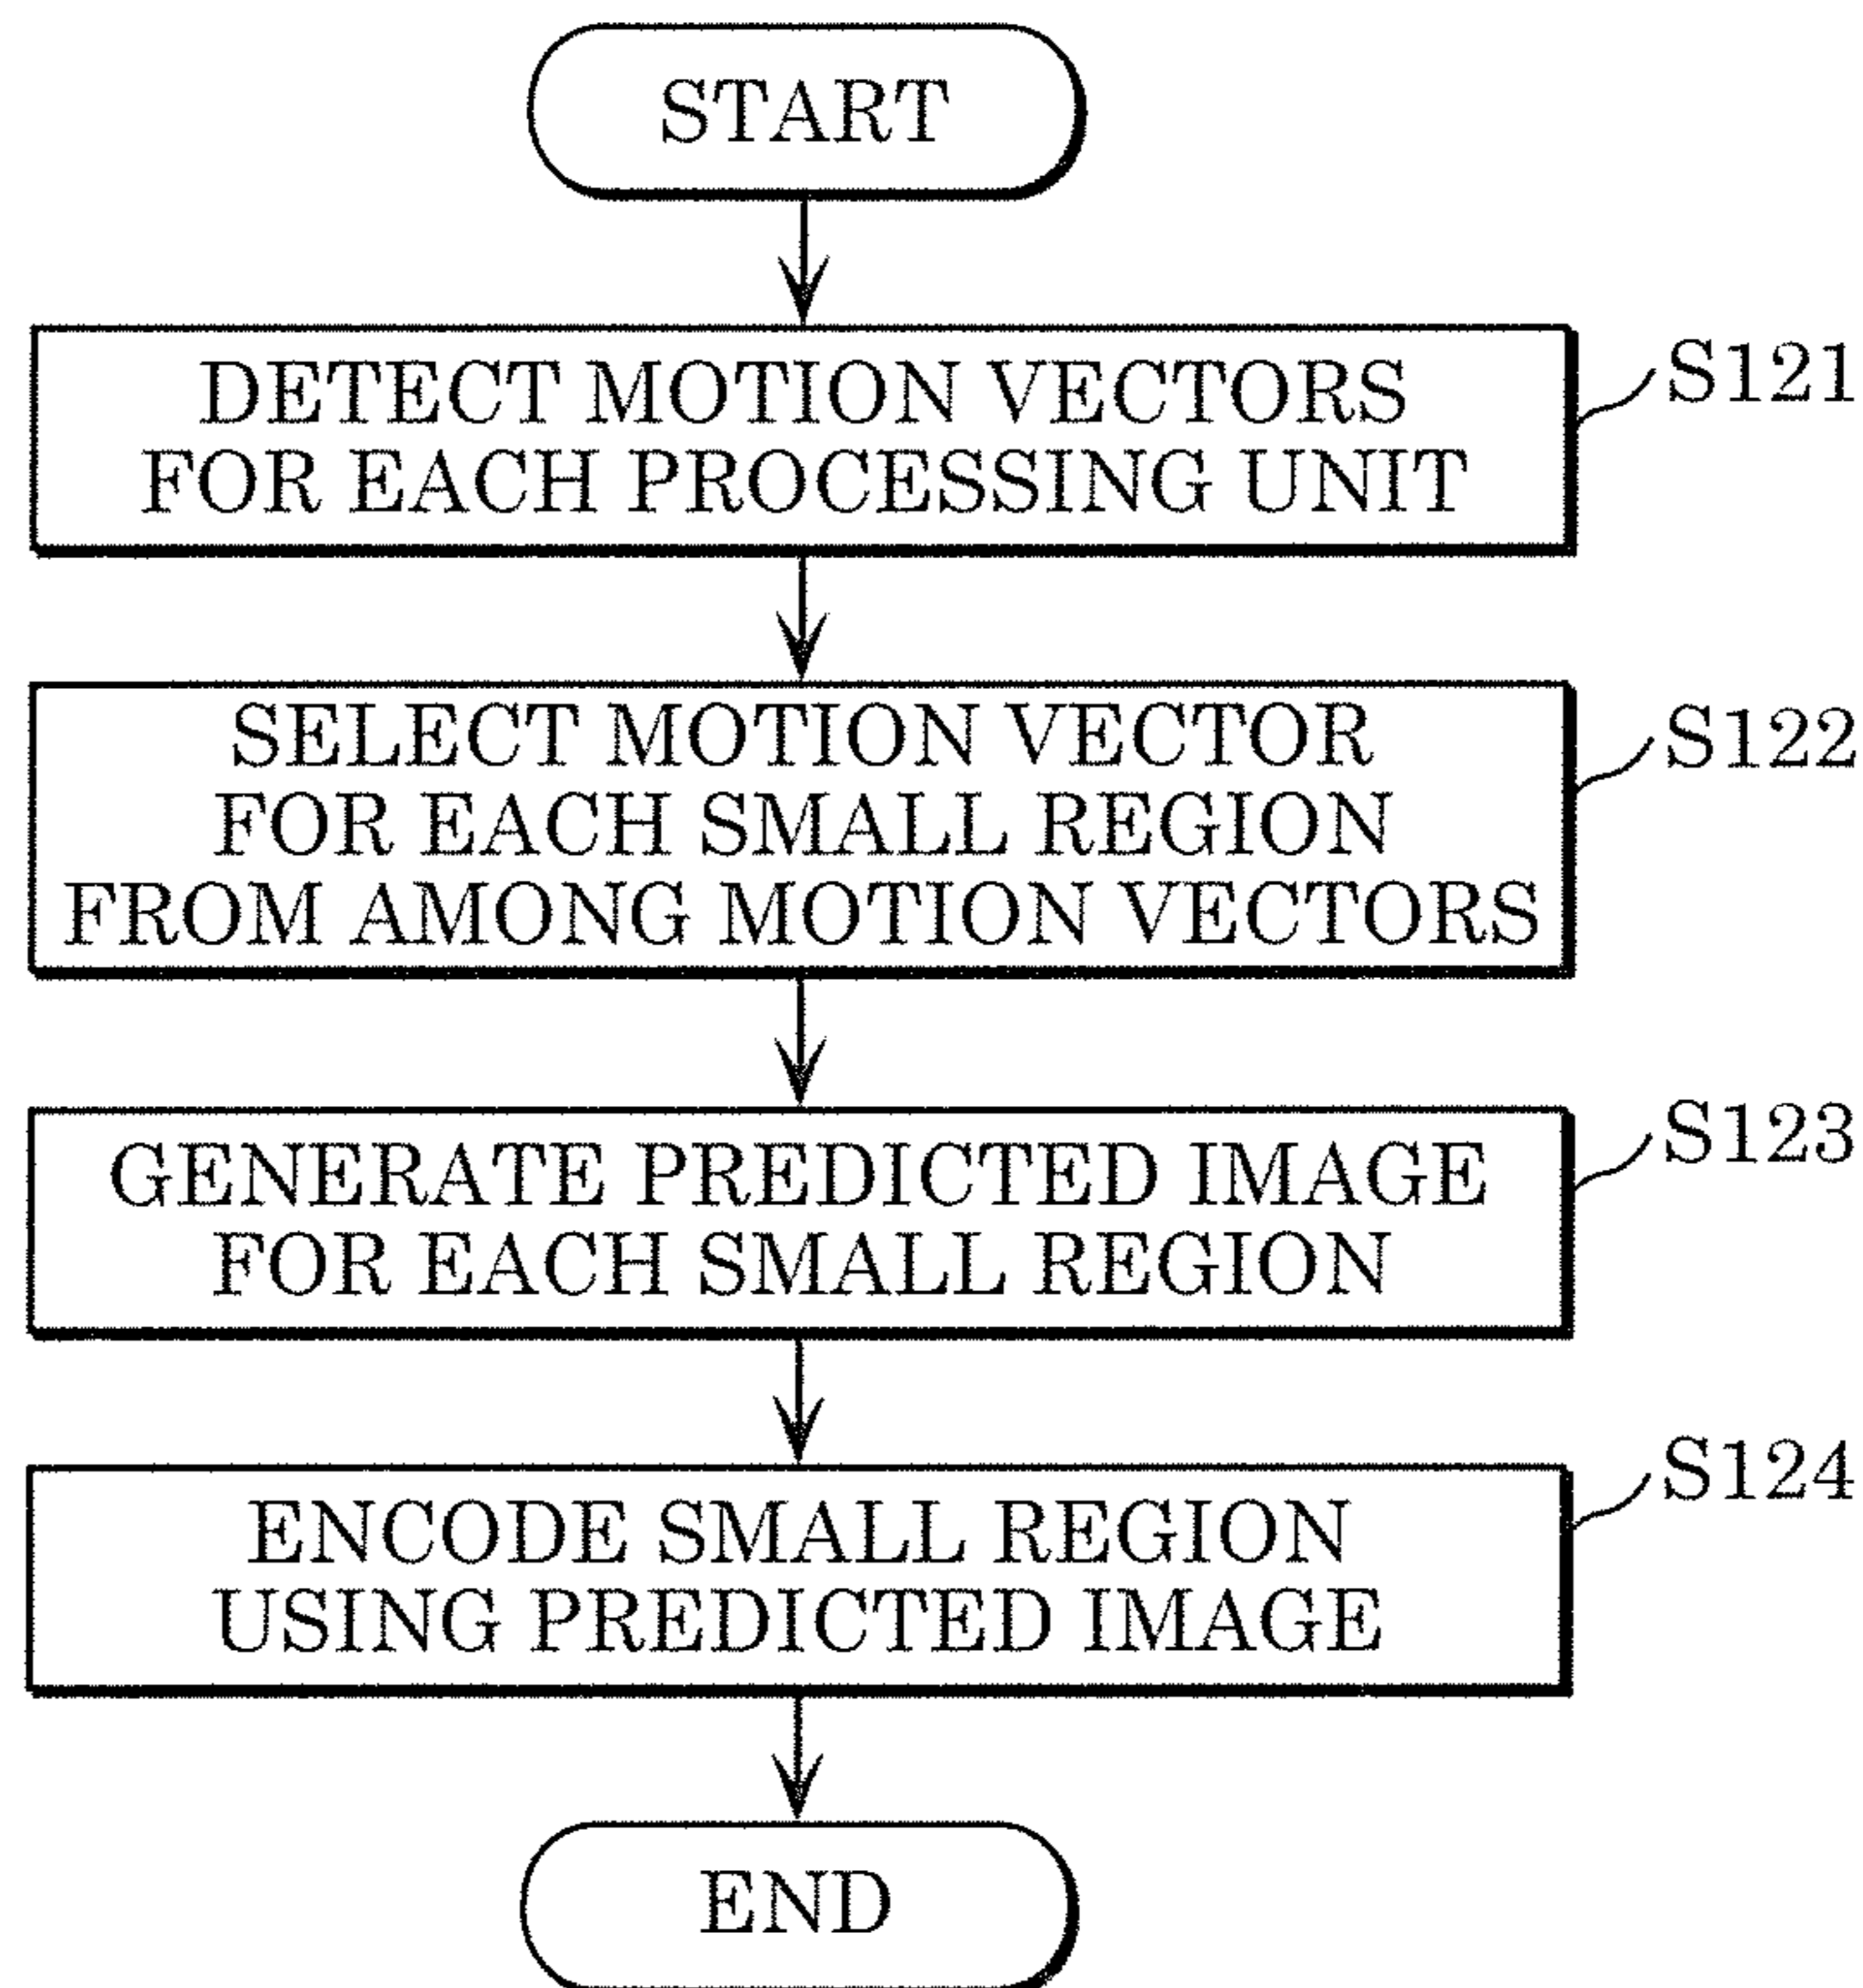 START
DETECT MOTION VECTORS
FOR EACH PROCESSING UNIT
S121
SELECT MOTION VECTOR
FOR EACH SMALL REGION
FROM AMONG MOTION VECTORS
S122
GENERATE PREDICTED IMAGE
FOR EACH SMALL REGION
S123
ENCODE SMALL REGION
USING PREDICTED IMAGE
S124
END